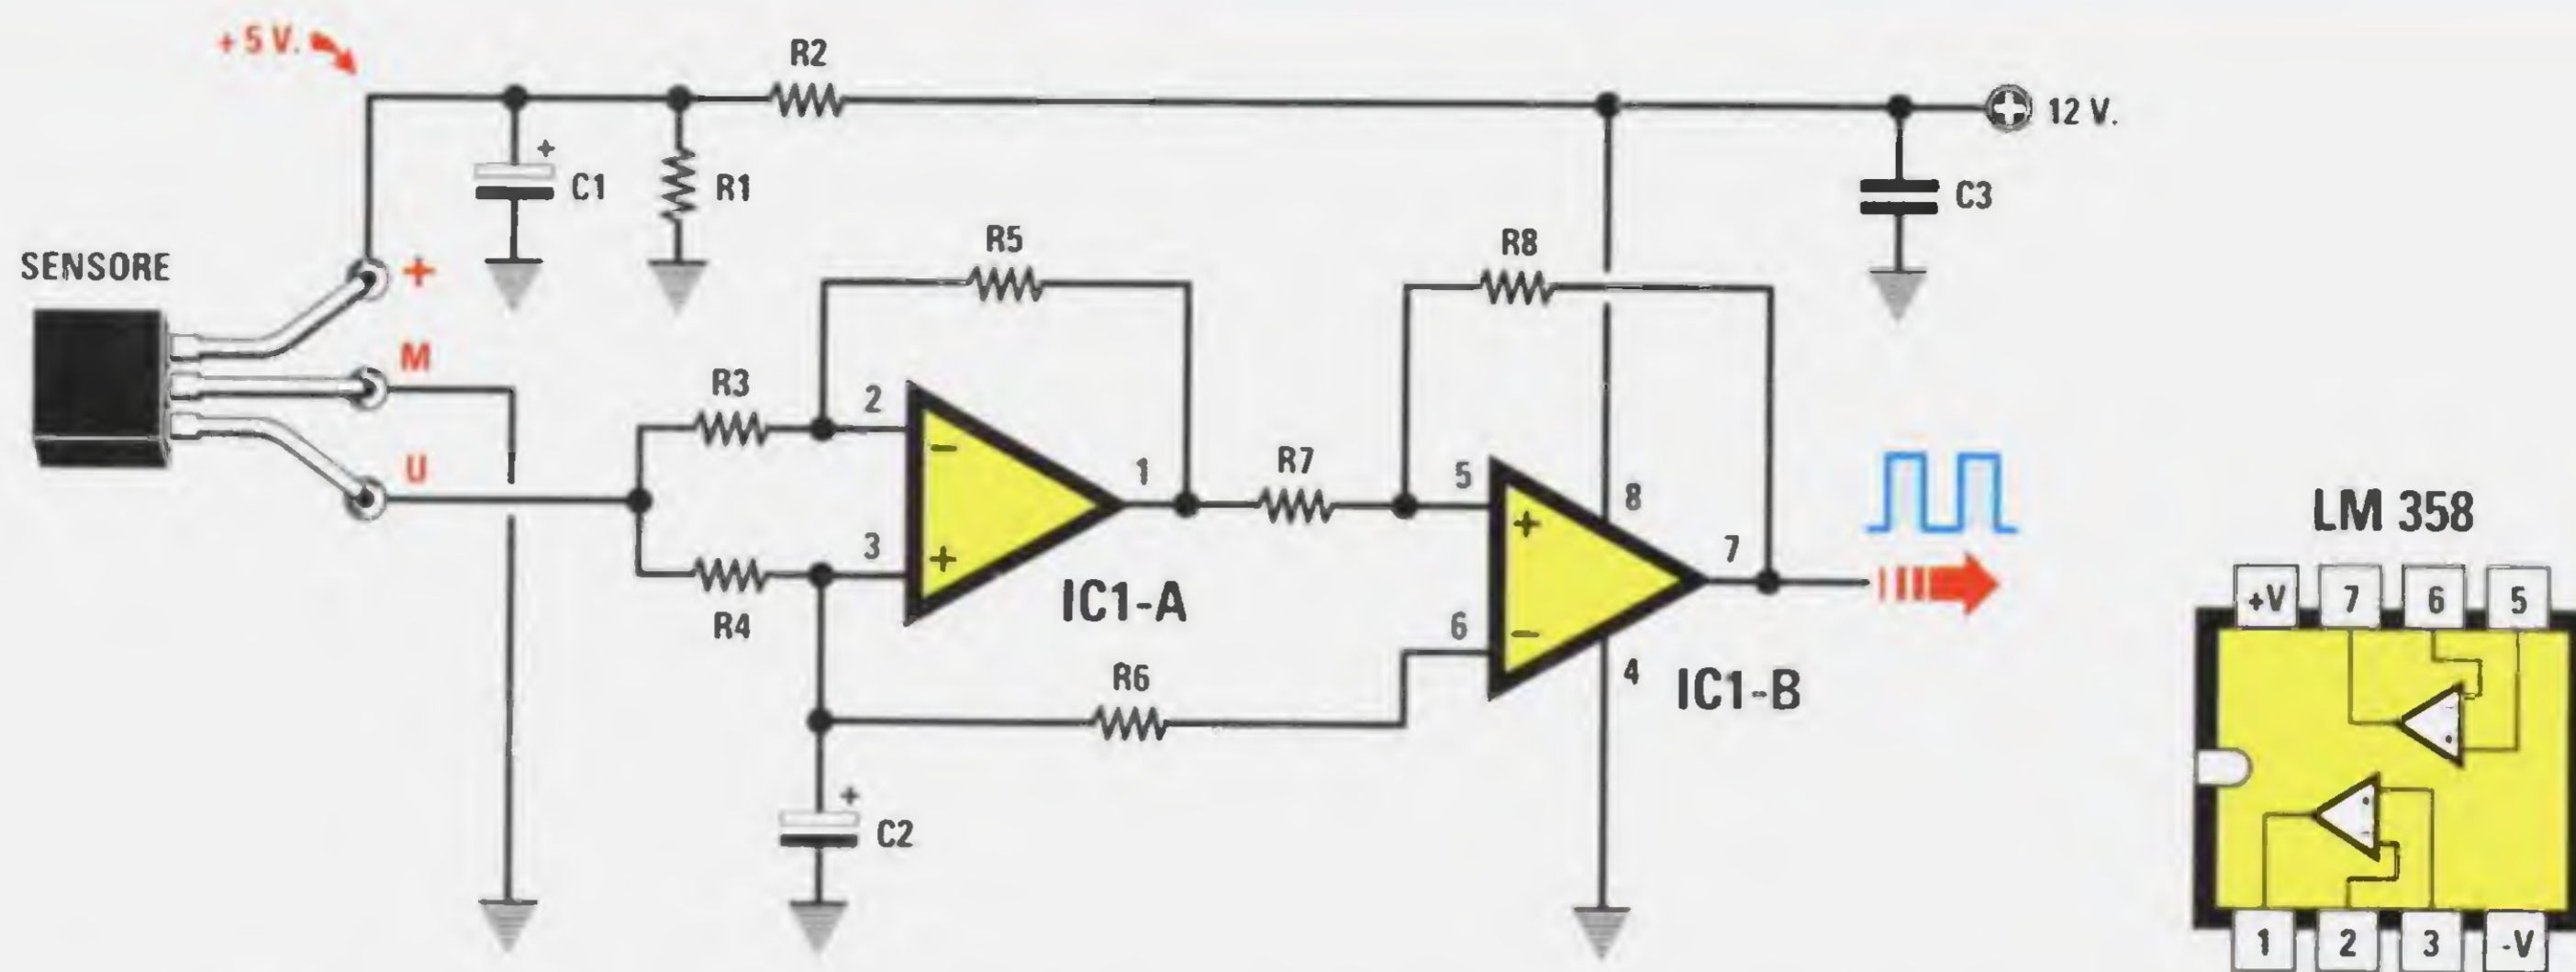 + 5 V.
R2
12 V.
+
C1
R1
C3
R5
R8
SENSORE
+
M
U
R3
2
−
R4
3
+
1
IC1-A
R7
5
+
8
6
−
4
7
IC1-B
R6
+
C2
LM 358
+V 7 6 5
1 2 3 -V